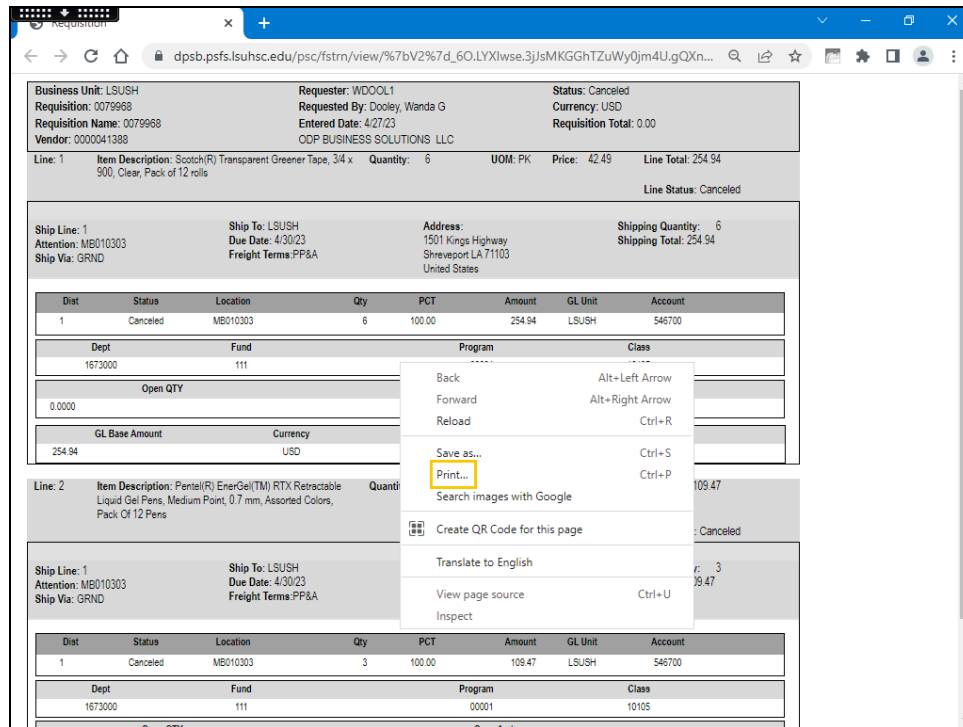 Requisition
dpsb.psfs.lsuhsc.edu/psc/fstrn/view/%7bV2%7d_6O.LYXlwse.3jJsMKGGhTZuWy0jm4U.gQXn...
Business Unit: LSUSH Requester: WDOOL1 Status: Canceled
Requisition: 0079968 Requested By: Dooley, Wanda G Currency: USD
Requisition Name: 0079968 Entered Date: 4/27/23 Requisition Total: 0.00
Vendor: 0000041388 ODP BUSINESS SOLUTIONS LLC
Line: 1 Item Description: Scotch(R) Transparent Greener Tape, 3/4 x Quantity: 6 UOM: PK Price: 42.49 Line Total: 254.94
900, Clear, Pack of 12 rolls
Line Status: Canceled
Ship Line: 1 Ship To: LSUSH Address: Shipping Quantity: 6
Attention: MB010303 Due Date: 4/30/23 1501 Kings Highway Shipping Total: 254.94
Ship Via: GRND Freight Terms:PP&A Shreveport LA 71103
United States
Dist Status Location Qty PCT Amount GL Unit Account
1 Canceled MB010303 6 100.00 254.94 LSUSH 546700
Dept Fund Program Class
1673000 111
Open QTY
0.0000
GL Base Amount Currency
254.94 USD
Back Alt+Left Arrow
Forward Alt+Right Arrow
Reload Ctrl+R
Save as... Ctrl+S
Print... Ctrl+P
Search images with Google
Create QR Code for this page
Translate to English
View page source Ctrl+U
Inspect
Line: 2 Item Description: Pentel(R) EnerGel(TM) RTX Retractable Quanti 109.47
Liquid Gel Pens, Medium Point, 0.7 mm, Assorted Colors,
Pack Of 12 Pens
: Canceled
Ship Line: 1 Ship To: LSUSH y: 3
Attention: MB010303 Due Date: 4/30/23 09.47
Ship Via: GRND Freight Terms:PP&A
Dist Status Location Qty PCT Amount GL Unit Account
1 Canceled MB010303 3 100.00 109.47 LSUSH 546700
Dept Fund Program Class
1673000 111 00001 10105